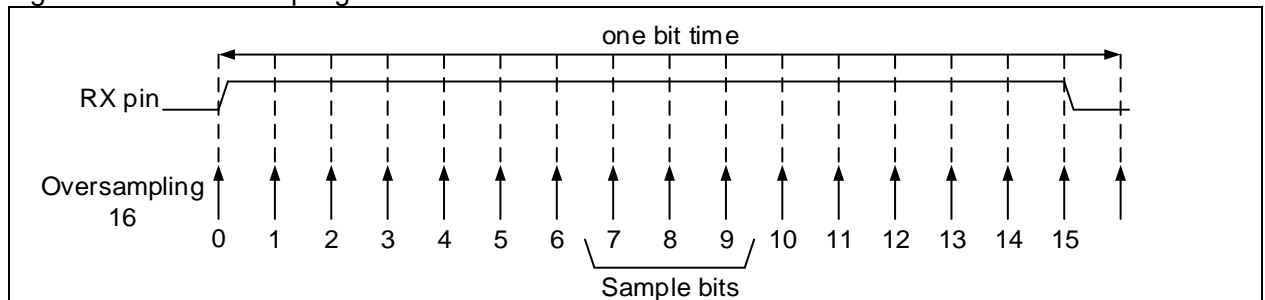 one bit time
RX pin
Oversampling
16
0 1 2 3 4 5 6 7 8 9 10 11 12 13 14 15
Sample bits